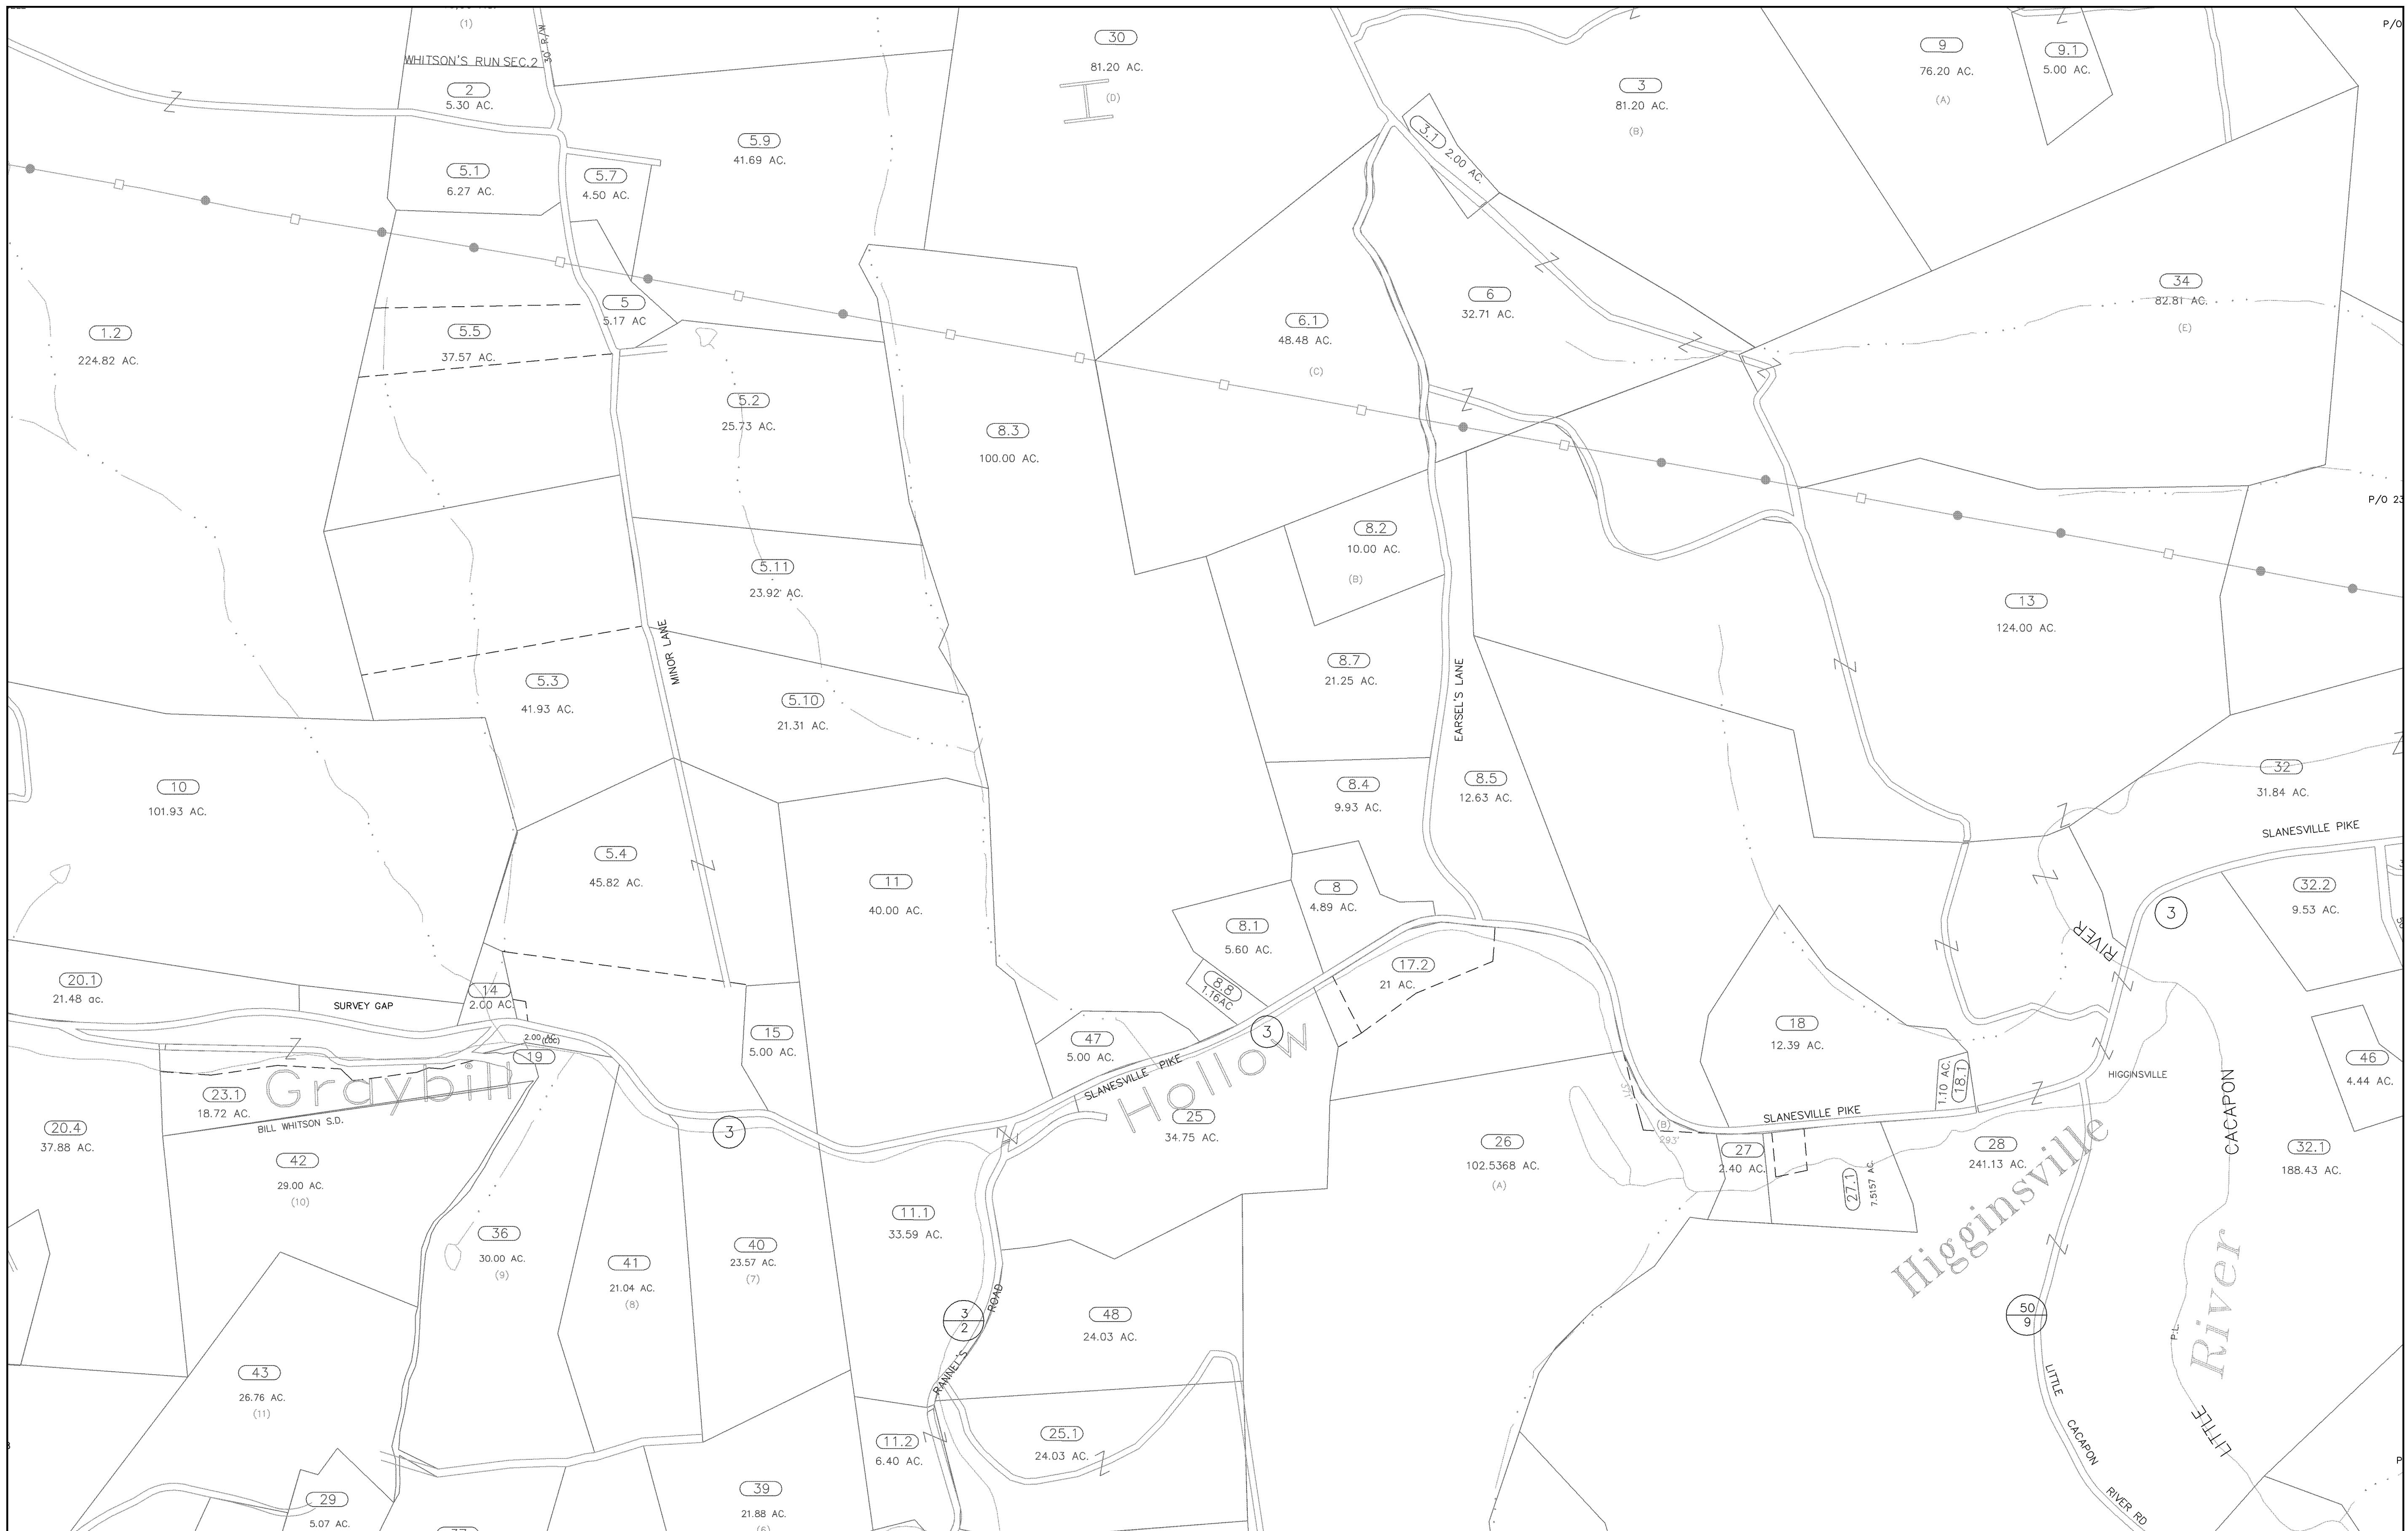 (1)
30' R/W
WHITSON'S RUN SEC.2
2
5.30 AC.
5.1
6.27 AC.
5.7
4.50 AC.
5.9
41.69 AC.
30
81.20 AC.
H
(D)
3
81.20 AC.
(B)
3.1
2.00 AC.
9
76.20 AC.
(A)
9.1
5.00 AC.
P/O
1.2
224.82 AC.
5.5
37.57 AC.
5
5.17 AC
5.2
25.73 AC.
8.3
100.00 AC.
6.1
48.48 AC.
(C)
6
32.71 AC.
34
82.81 AC.
(E)
P/O 23
8.2
10.00 AC.
(B)
5.11
23.92 AC.
13
124.00 AC.
MINOR LANE
5.3
41.93 AC.
5.10
21.31 AC.
8.7
21.25 AC.
EARSEL'S LANE
10
101.93 AC.
8.4
9.93 AC.
8.5
12.63 AC.
32
31.84 AC.
SLANESVILLE PIKE
5.4
45.82 AC.
11
40.00 AC.
8
4.89 AC.
8.1
5.60 AC.
32.2
9.53 AC.
3
RIVER
20.1
21.48 ac.
SURVEY GAP
14
2.00 AC.
8.8
1.16AC
17.2
21 AC.
15
5.00 AC.
47
5.00 AC.
3
18
12.39 AC.
2.00 AC.
(LOC)
19
SLANESVILLE PIKE
Hollow
Graybill
46
4.44 AC.
1.10 AC.
18.1
HIGGINSVILLE
CACAPON
23.1
18.72 AC.
BILL WHITSON S.D.
20.4
37.88 AC.
3
25
34.75 AC.
(B)
293'
SLANESVILLE PIKE
26
102.5368 AC.
(A)
27
2.40 AC.
27.1
7.5157 AC.
28
241.13 AC.
32.1
188.43 AC.
Higginsville
42
29.00 AC.
(10)
36
30.00 AC.
(9)
41
21.04 AC.
(8)
40
23.57 AC.
(7)
11.1
33.59 AC.
ROAD
3
2
48
24.03 AC.
50
9
River
P.L.
43
26.76 AC.
(11)
RANNEL'S
LITTLE
CACAPON
RIVER RD
LITTLE
11.2
6.40 AC.
25.1
24.03 AC.
29
5.07 AC.
39
21.88 AC.
(6)
37
P